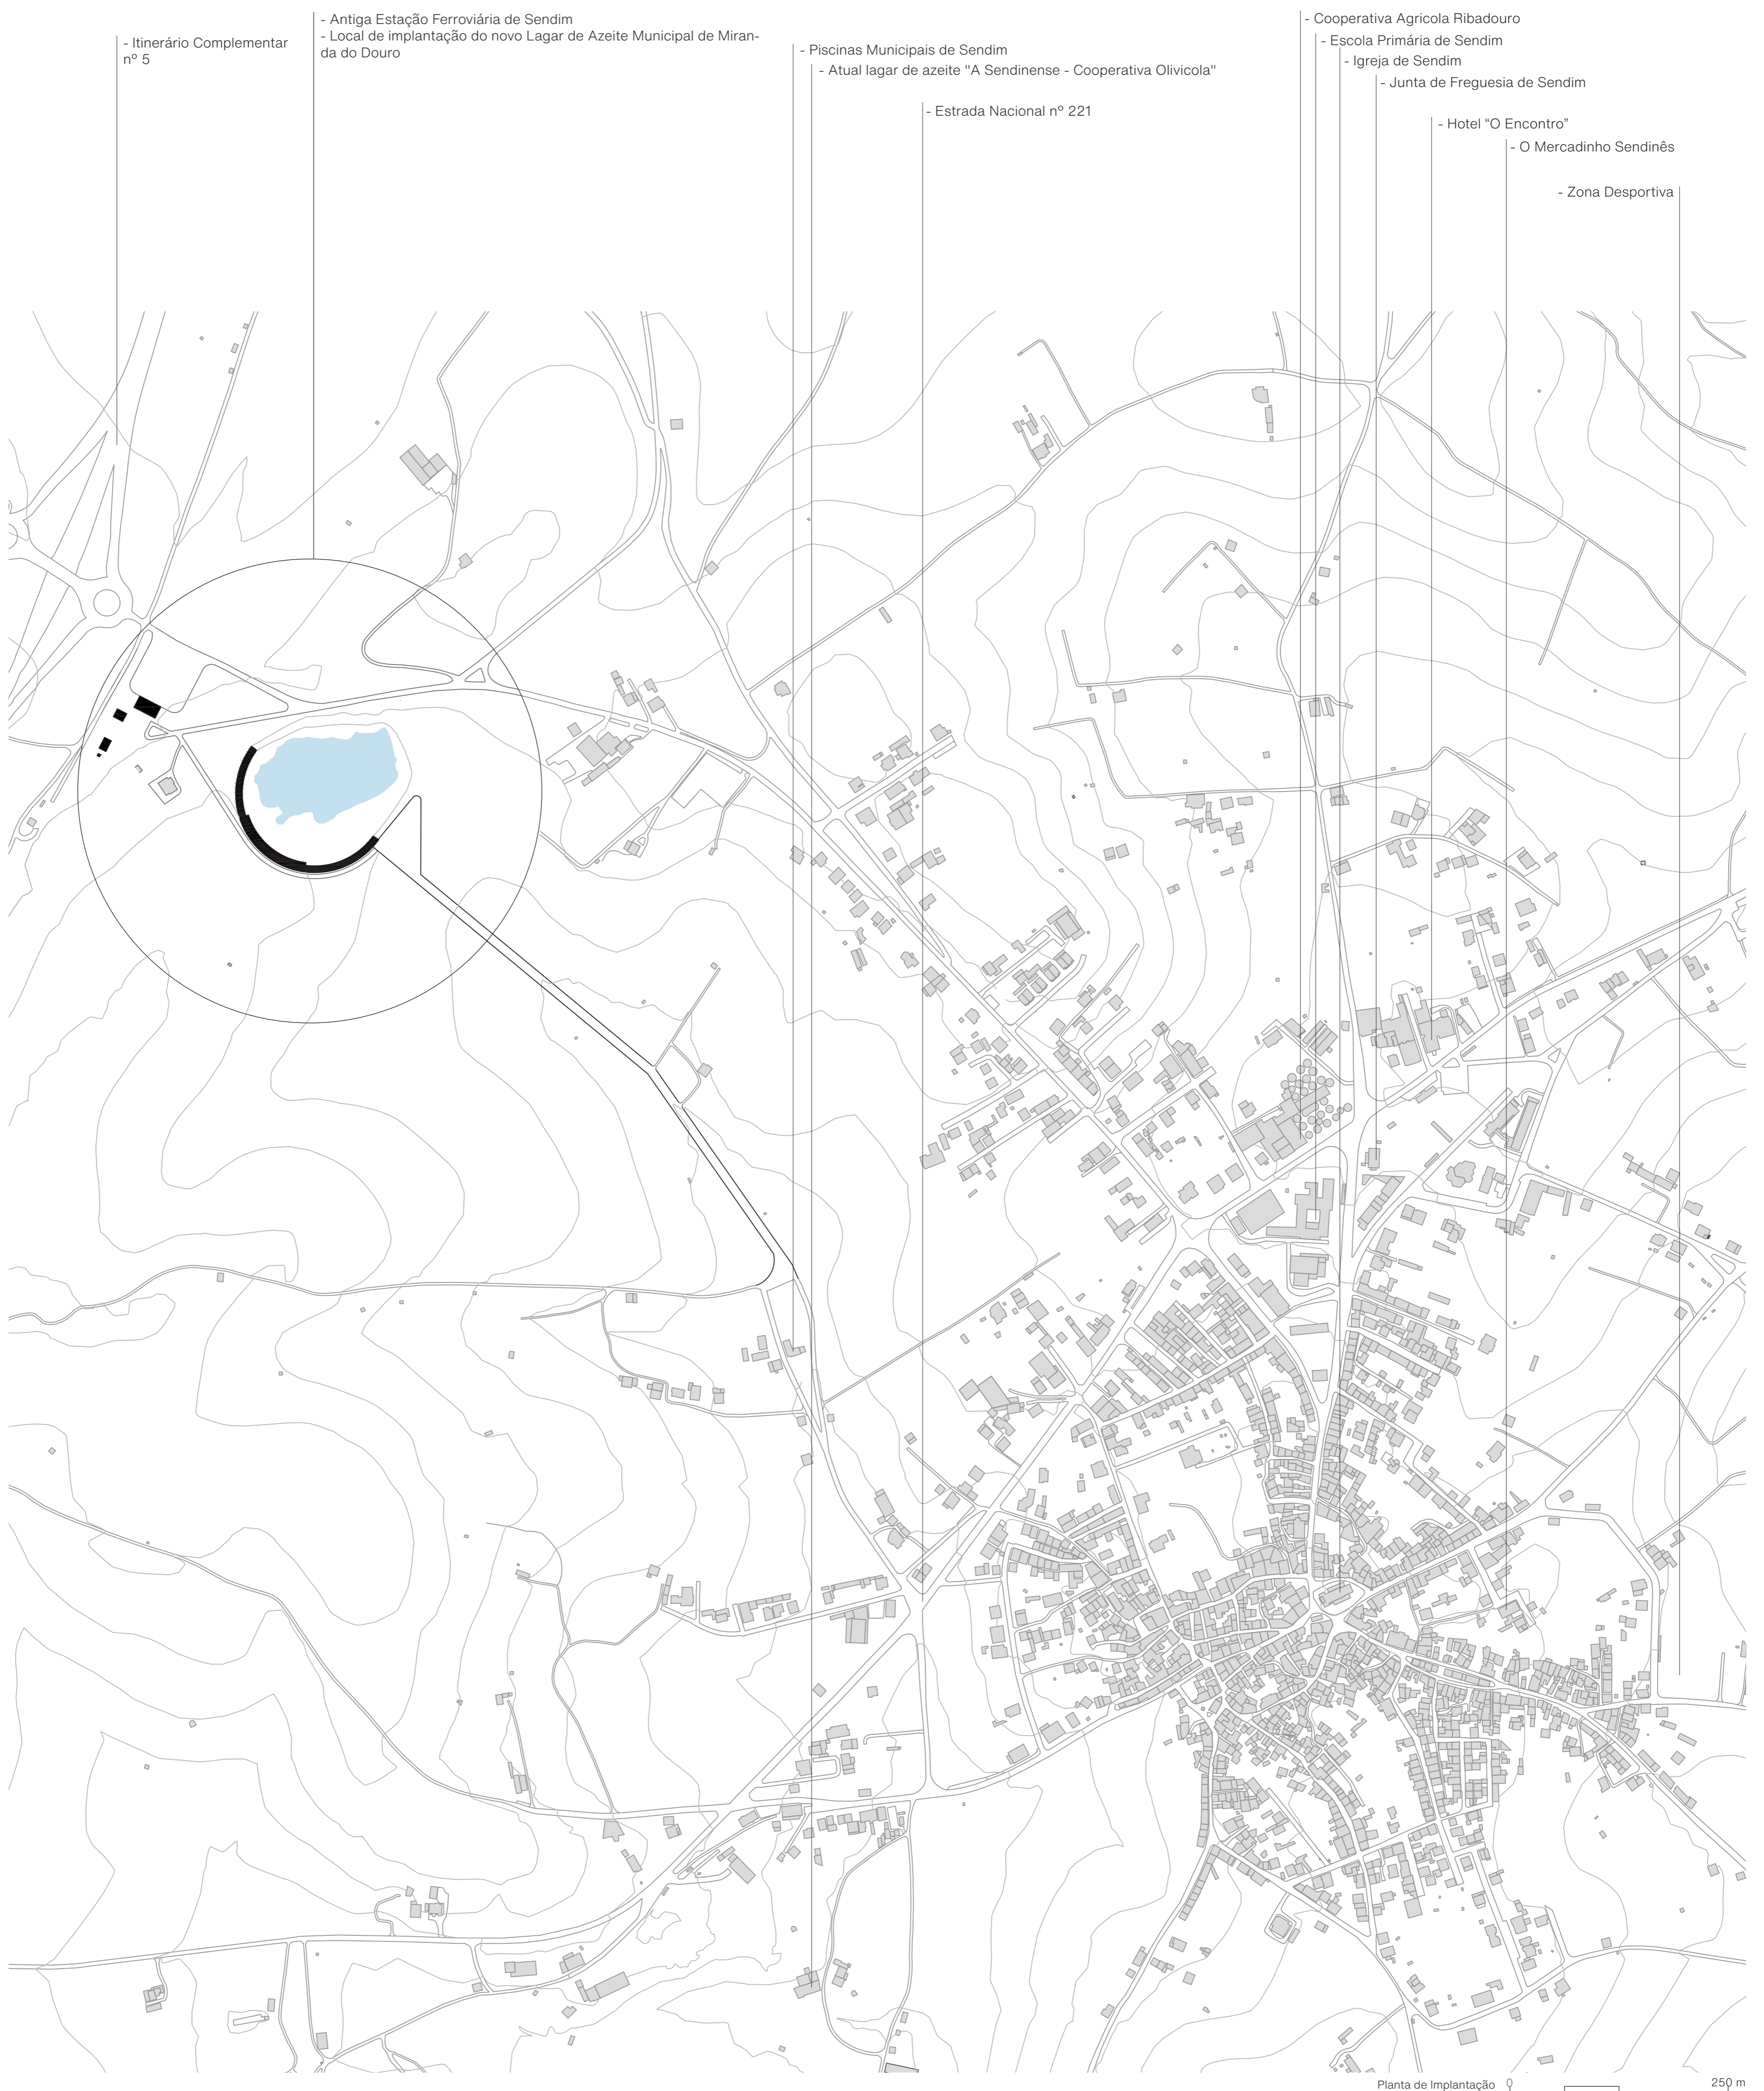 - Itinerário Complementar
nº 5
- Antiga Estação Ferroviária de Sendim
- Local de implantação do novo Lagar de Azeite Municipal de Miran-
da do Douro
- Piscinas Municipais de Sendim
- Atual lagar de azeite "A Sendinense - Cooperativa Olivicola"
- Estrada Nacional nº 221
- Cooperativa Agricola Ribadouro
- Escola Primária de Sendim
- Igreja de Sendim
- Junta de Freguesia de Sendim
- Hotel “O Encontro”
- O Mercadinho Sendinês
- Zona Desportiva
Planta de Implantação 0 250 m